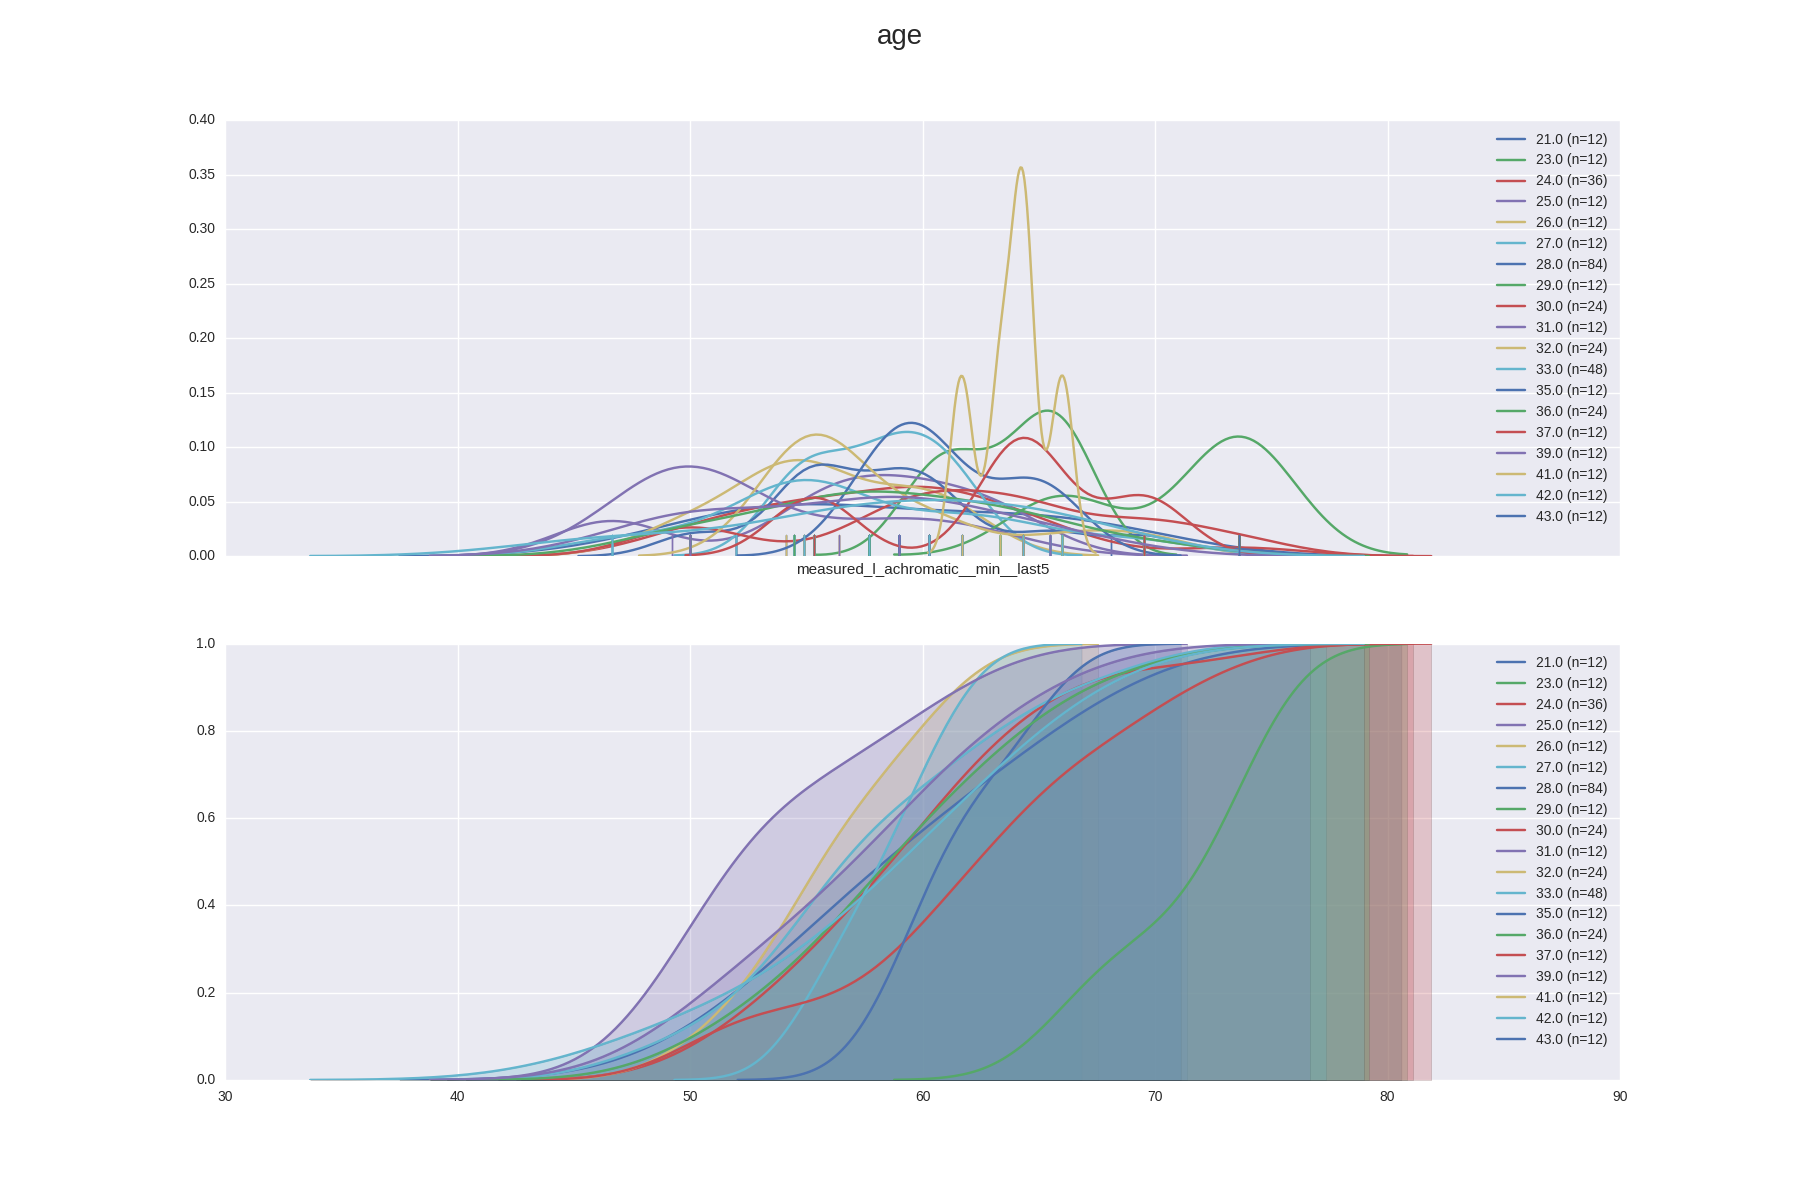 age
0.40
0.35
0.30
0.25
0.20
0.15
0.10
0.05
0.00
21.0 (n=12)
23.0 (n=12)
24.0 (n=36)
25.0 (n=12)
26.0 (n=12)
27.0 (n=12)
28.0 (n=84)
29.0 (n=12)
30.0 (n=24)
31.0 (n=12)
32.0 (n=24)
33.0 (n=48)
35.0 (n=12)
36.0 (n=24)
37.0 (n=12)
39.0 (n=12)
41.0 (n=12)
42.0 (n=12)
43.0 (n=12)
measured_l_achromatic__min__last5
1.0
0.8
0.6
0.4
0.2
0.0
21.0 (n=12)
23.0 (n=12)
24.0 (n=36)
25.0 (n=12)
26.0 (n=12)
27.0 (n=12)
28.0 (n=84)
29.0 (n=12)
30.0 (n=24)
31.0 (n=12)
32.0 (n=24)
33.0 (n=48)
35.0 (n=12)
36.0 (n=24)
37.0 (n=12)
39.0 (n=12)
41.0 (n=12)
42.0 (n=12)
43.0 (n=12)
30 40 50 60 70 80 90